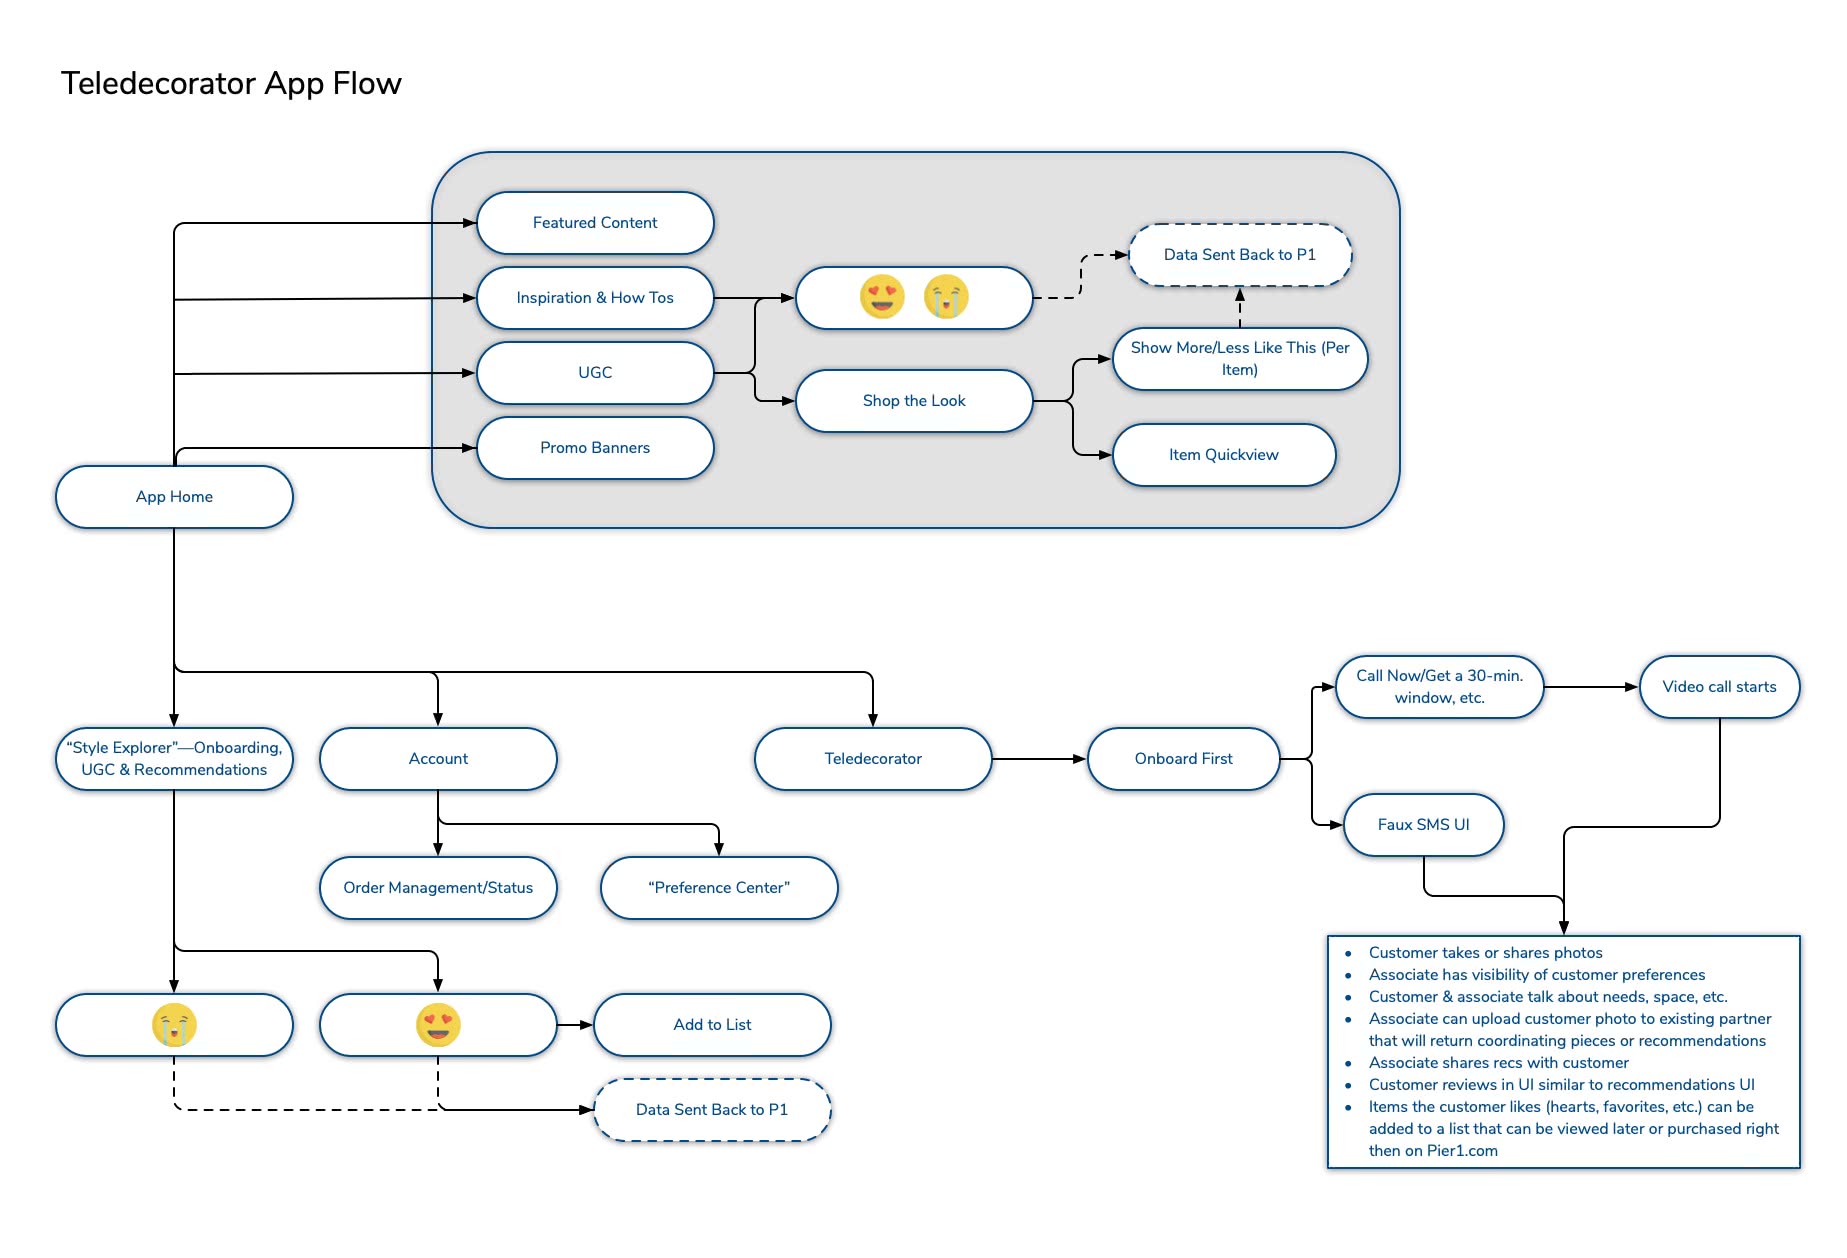 Teledecorator App Flow
Featured Content
Inspiration & How Tos
UGC
Promo Banners
Data Sent Back to P1
Show More/Less Like This (Per
Item)
Shop the Look
Item Quickview
App Home
Call Now/Get a 30-min.
window, etc.
Video call starts
“Style Explorer”—Onboarding,
UGC & Recommendations
Account
Teledecorator
Onboard First
Faux SMS UI
Order Management/Status
“Preference Center”
Add to List
Data Sent Back to P1
• Customer takes or shares photos
• Associate has visibility of customer preferences
• Customer & associate talk about needs, space, etc.
• Associate can upload customer photo to existing partner
that will return coordinating pieces or recommendations
• Associate shares recs with customer
• Customer reviews in UI similar to recommendations UI
• Items the customer likes (hearts, favorites, etc.) can be
added to a list that can be viewed later or purchased right
then on Pier1.com